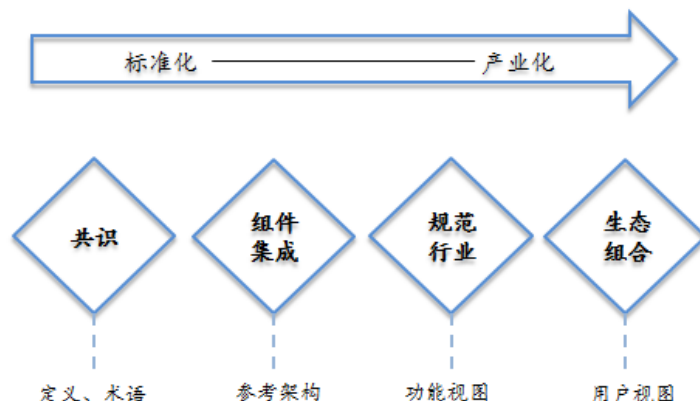 标准化 产业化
共识
组件
集成
规范
行业
生态
组合
定义、术语
参考架构
功能视图
用户视图